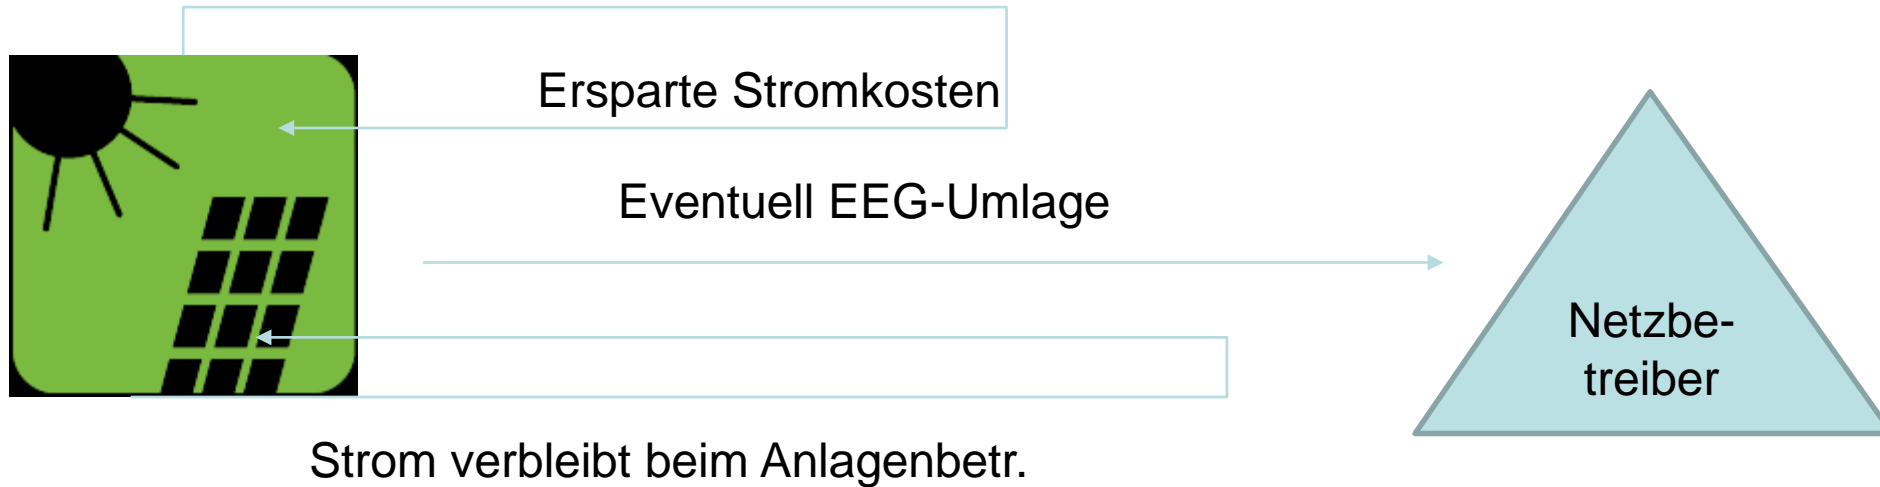 Ersparte Stromkosten
Eventuell EEG-Umlage
Netzbe-
treiber
Strom verbleibt beim Anlagenbetr.